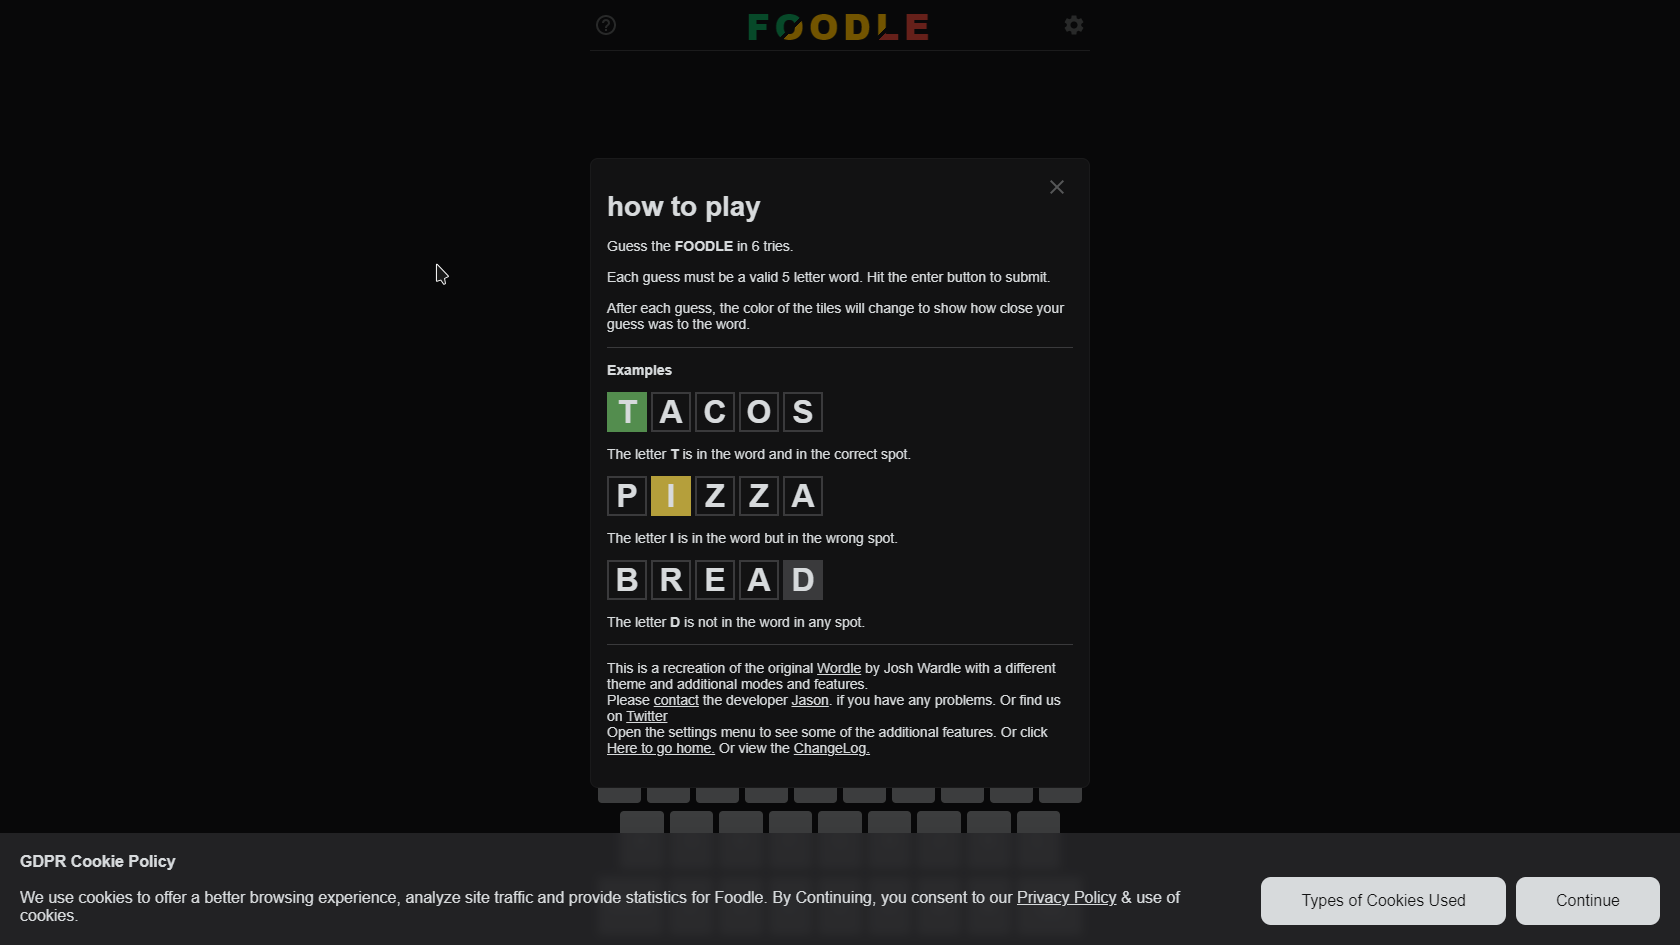 FOODLE
how to play
Guess the FOODLE in 6 tries.
Each guess must be a valid 5 letter word. Hit the enter button to submit.
After each guess, the color of the tiles will change to show how close your
guess was to the word.
Examples
TACOS
The letter T is in the word and in the correct spot.
PIZZA
The letter I is in the word but in the wrong spot.
BREAD
The letter D is not in the word in any spot.
This is a recreation of the original Wordle by Josh Wardle with a different
theme and additional modes and features.
Please contact the developer Jason. if you have any problems. Or find us
on Twitter
Open the settings menu to see some of the additional features. Or click
Here to go home. Or view the ChangeLog.
GDPR Cookie Policy
We use cookies to offer a better browsing experience, analyze site traffic and provide statistics for Foodle. By Continuing, you consent to our Privacy Policy & use of
cookies.
Types of Cookies Used
Continue